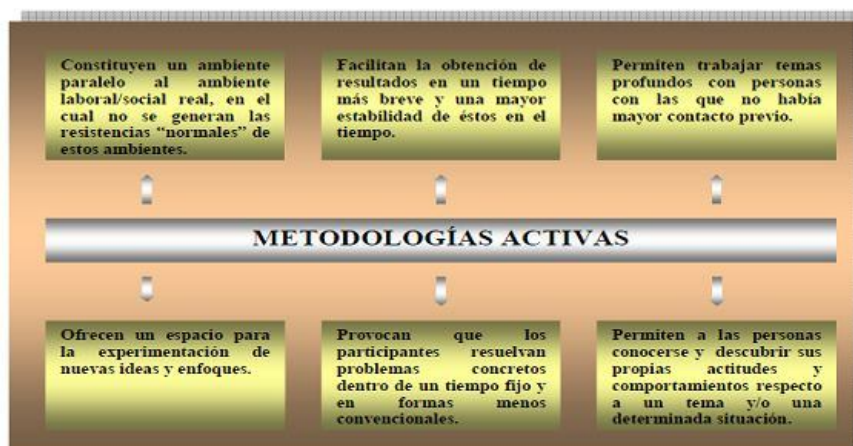 Constituyen un ambiente
paralelo al ambiente
laboral/social real, en el
cual no se generan las
resistencias “normales” de
estos ambientes.
Facilitan la obtención de
resultados en un tiempo
más breve y una mayor
estabilidad de éstos en el
tiempo.
Permiten trabajar temas
profundos con personas
con las que no había
mayor contacto previo.
METODOLOGÍAS ACTIVAS
Ofrecen un espacio para
la experimentación de
nuevas ideas y enfoques.
Provocan que los
participantes resuelvan
problemas concretos
dentro de un tiempo fijo y
en formas menos
convencionales.
Permiten a las personas
conocerse y descubrir sus
propias actitudes y
comportamientos respecto
a un tema y/o una
determinada situación.